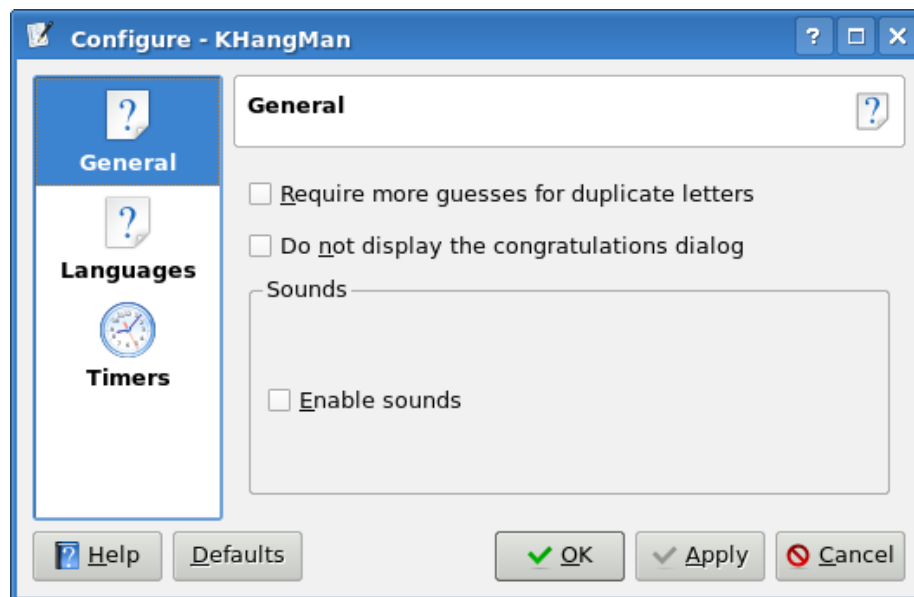 Configure - KHangMan
General
Languages
Timers
General
Require more guesses for duplicate letters
Do not display the congratulations dialog
Sounds
Enable sounds
Help
Defaults
OK
Apply
Cancel